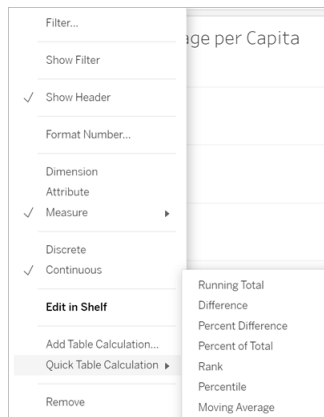 Filter...
age per Capita
Show Filter
Show Header
Format Number...
Dimension
Attribute
Measure
Discrete
Continuous
Edit in Shelf
Add Table Calculation...
Quick Table Calculation
Remove
Running Total
Difference
Percent Difference
Percent of Total
Rank
Percentile
Moving Average